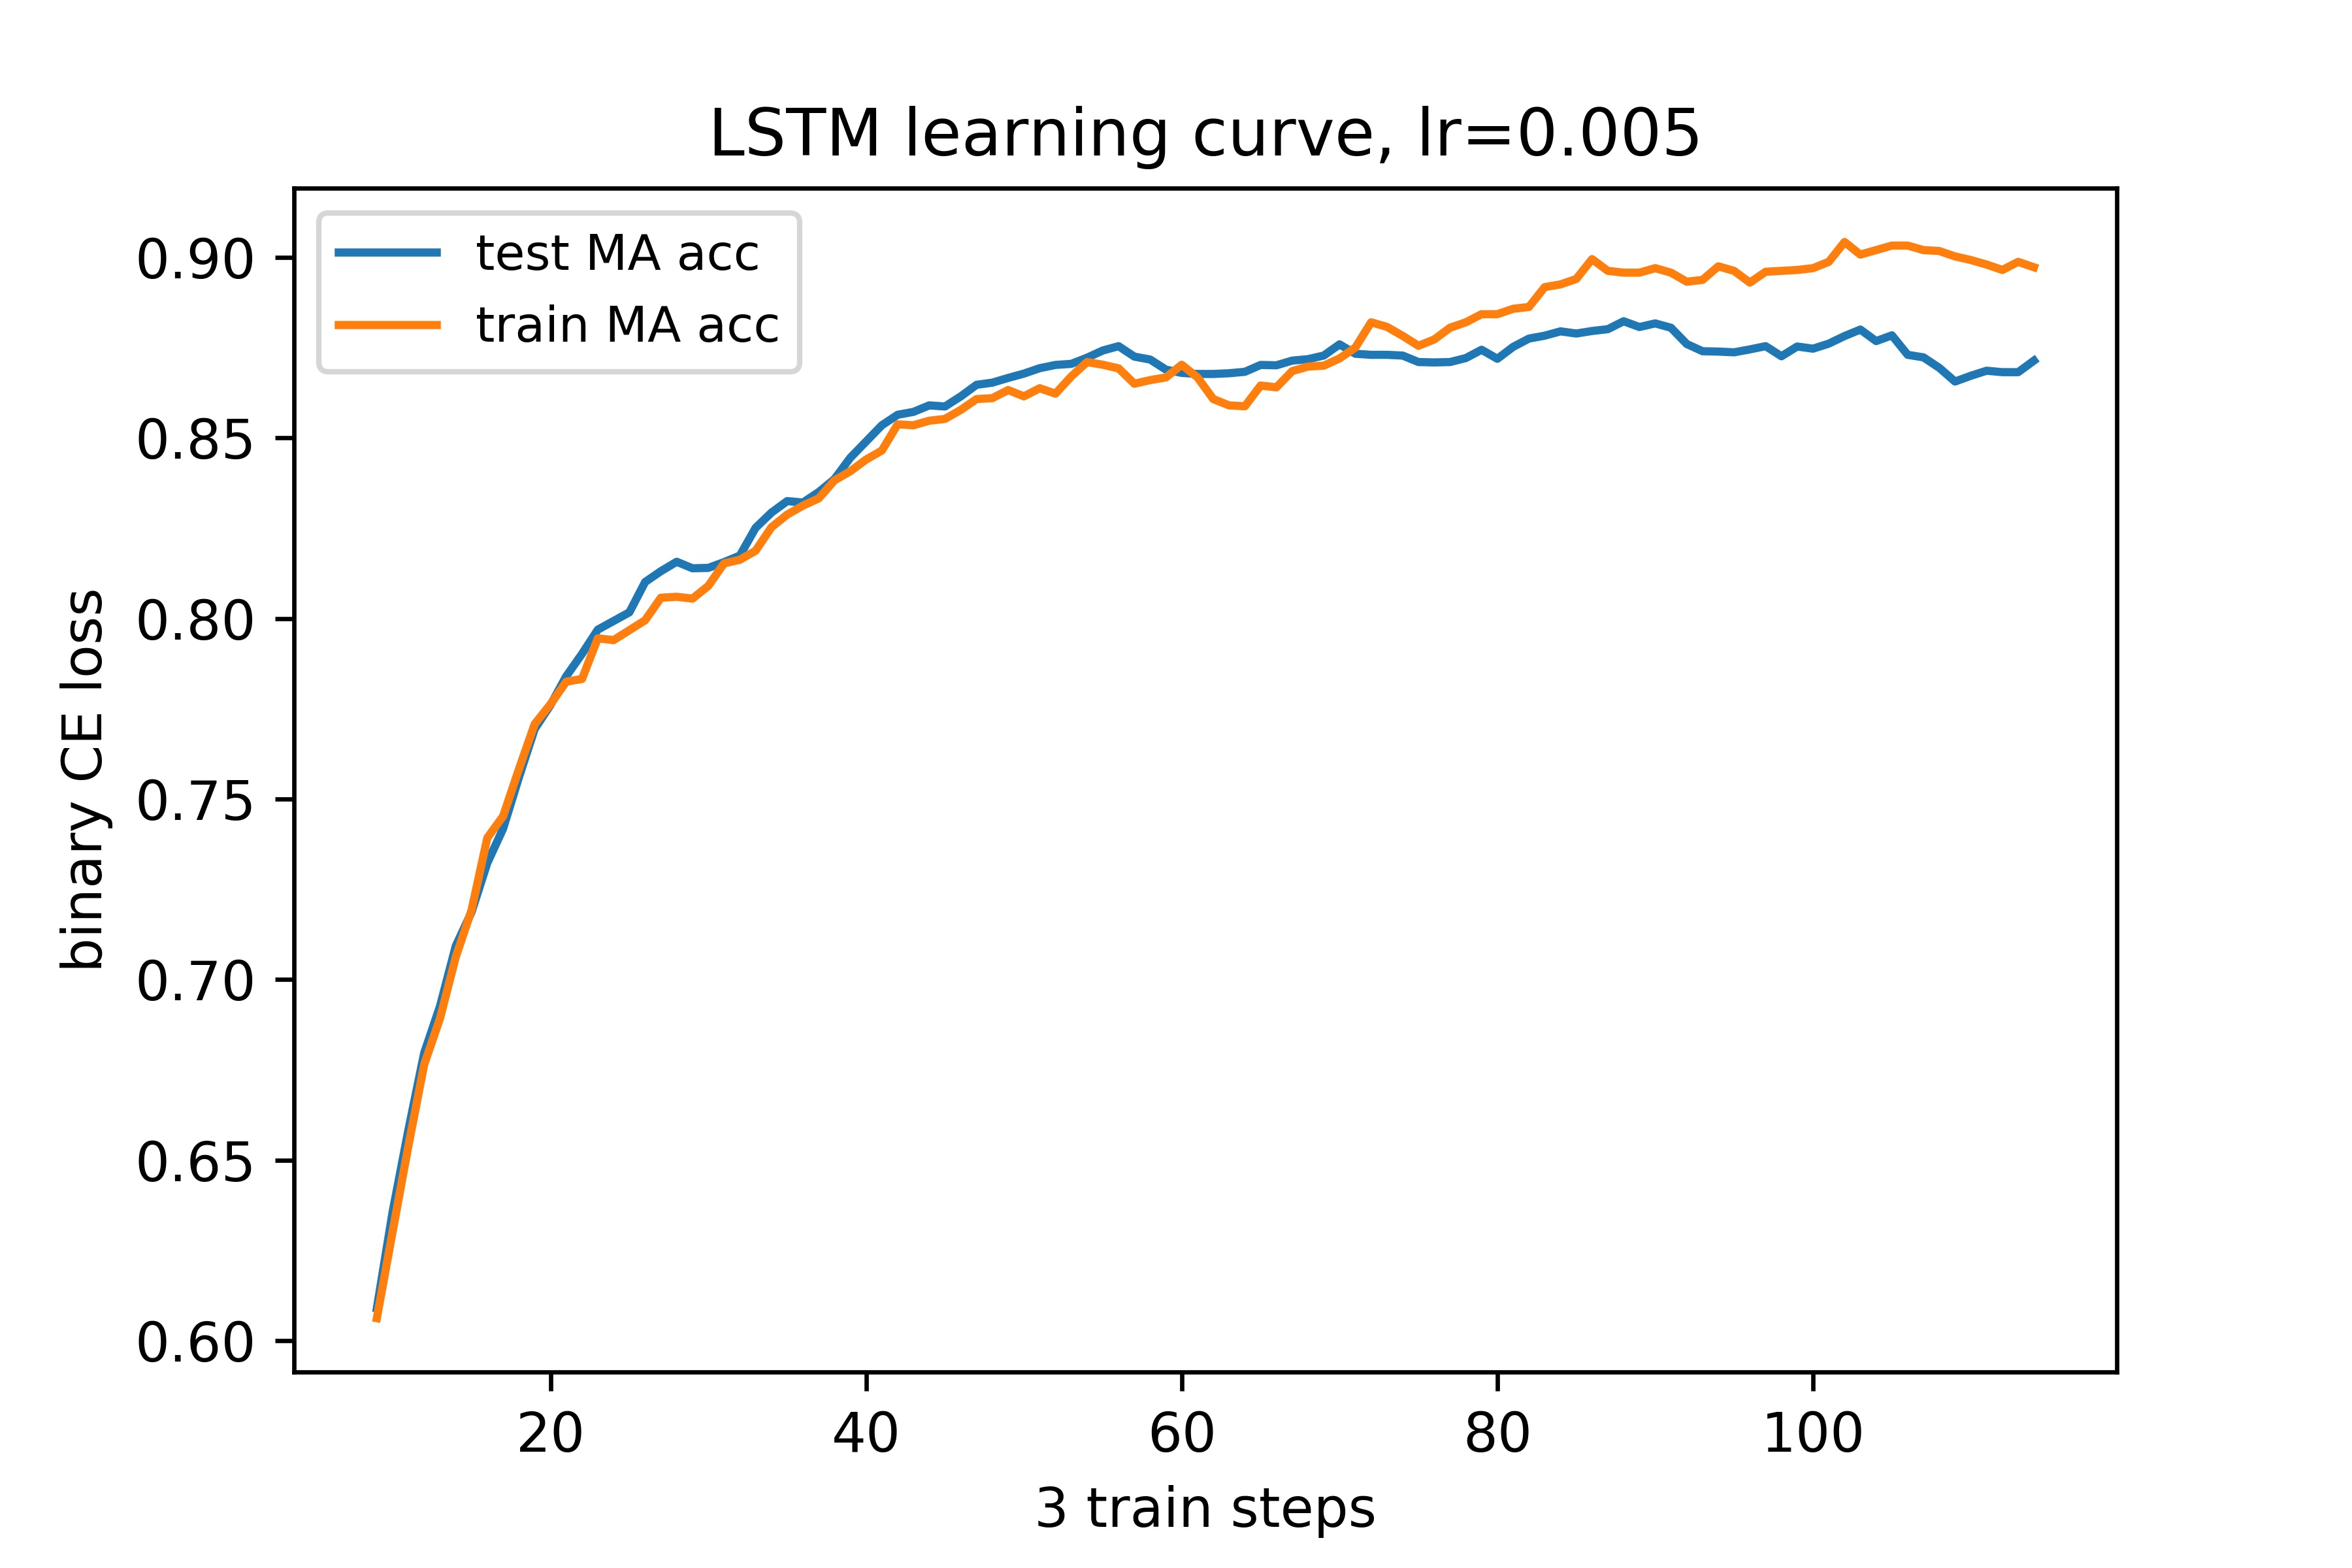 LSTM learning curve, lr=0.005
test MA acc
train MA acc
0.90
0.85
0.80
0.75
0.70
0.65
0.60
binary CE loss
20 40 60 80 100
3 train steps